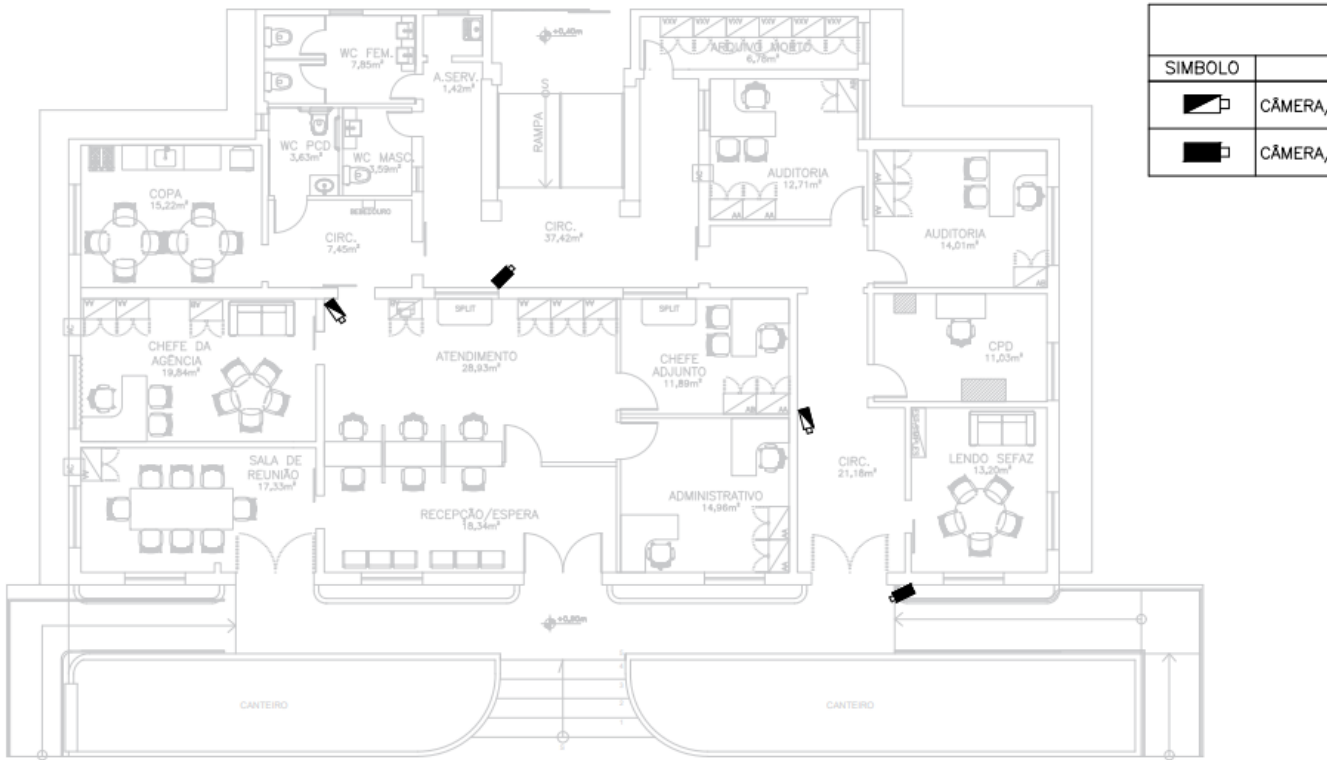 SIMBOLO
CÂMERA/
CÂMERA/
+0,40m
WC FEM.
7,85m²
A.SERV.
1,42m²
ARQUIVO MORTO
6,78m²
RAMPA
WC PCD
3,63m²
WC MASC.
3,59m²
COPA
15,22m²
BEBEDOURO
CIRC.
7,45m²
CIRC.
37,42m²
AUDITORIA
12,71m²
AA
AA
AUDITORIA
14,01m²
SPLIT
SPLIT
CHEFE DA
AGÊNCIA
19,84m²
ATENDIMENTO
28,93m²
CHEFE
ADJUNTO
11,89m²
CPD
11,03m²
SALA DE
REUNIÃO
17,33m²
RECEPÇÃO/ESPERA
18,34m²
ADMINISTRATIVO
14,96m²
CIRC.
21,18m²
LENDO SEFAZ
13,20m²
CANTEIRO
CANTEIRO